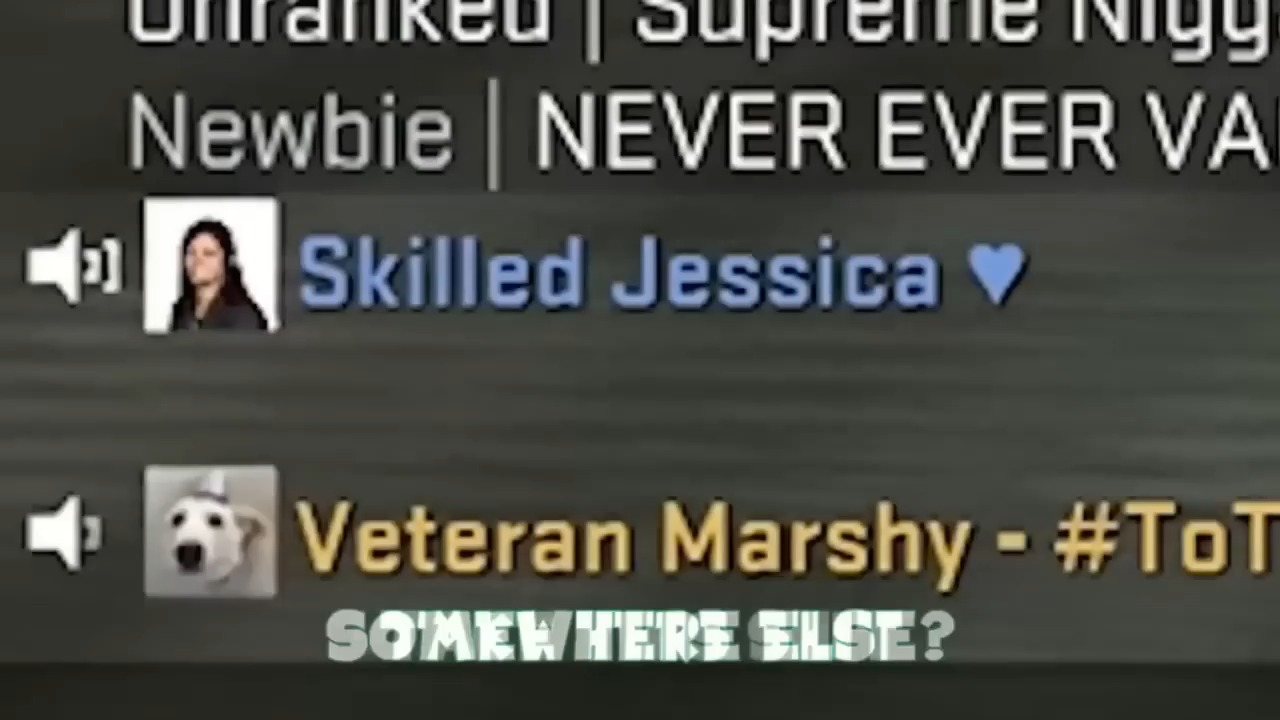 Unranked | Supreme Nigg
Newbie | NEVER EVER VA
Skilled Jessica ♥
Veteran Marshy - #ToT
SOMEWHERE ELSE?